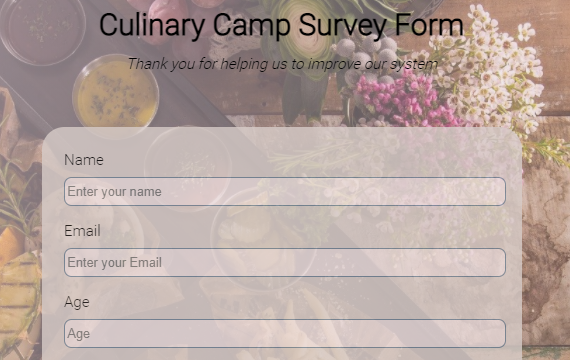 Culinary Camp Survey Form
Thank you for helping us to improve our system
Name
Enter your name
Email
Enter your Email
Age
Age